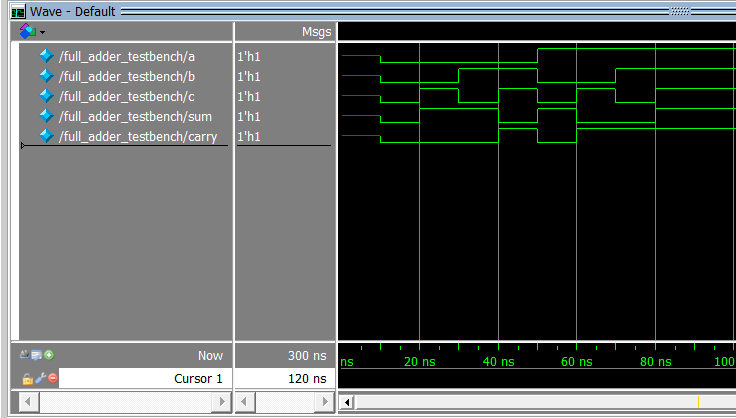 Wave - Default
Msgs
/full_adder_testbench/a 1'h1
/full_adder_testbench/b 1'h1
/full_adder_testbench/c 1'h1
/full_adder_testbench/sum 1'h1
/full_adder_testbench/carry 1'h1
Now 300 ns ns 20 ns 40 ns 60 ns 80 ns 100
Cursor 1 120 ns